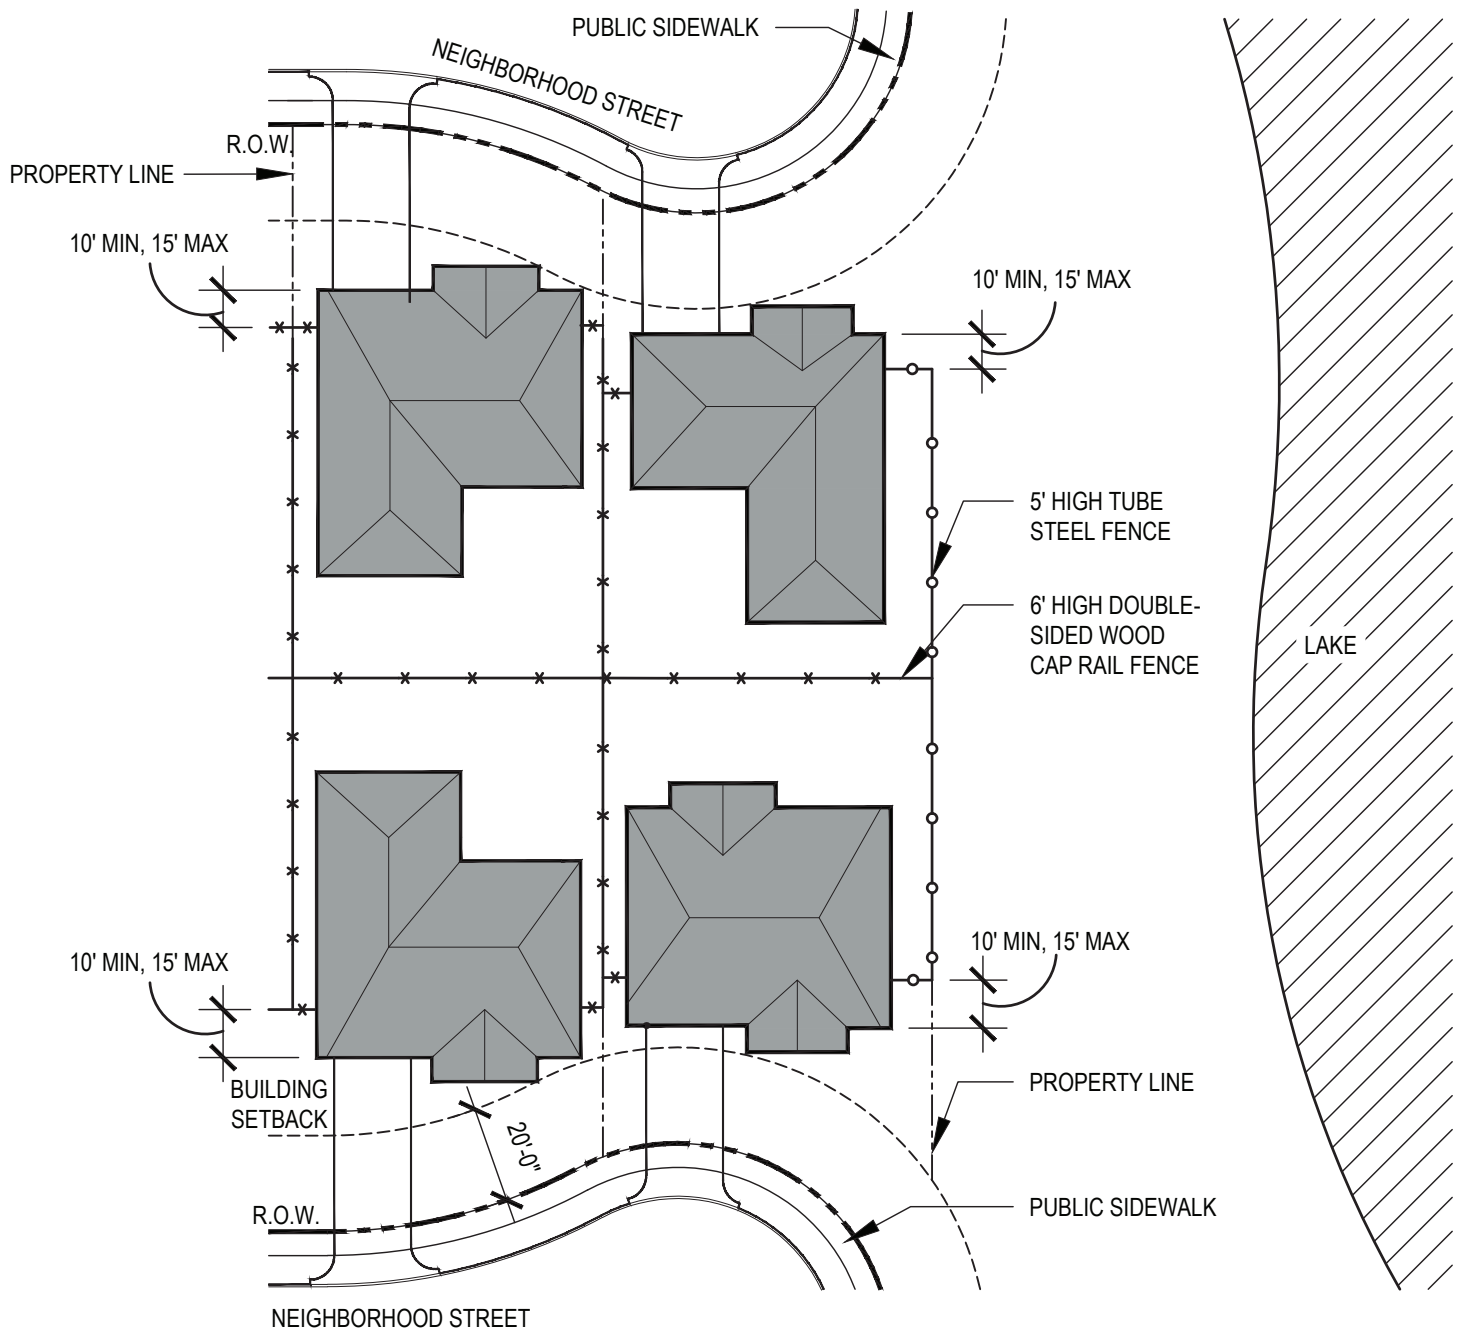 PUBLIC SIDEWALK
NEIGHBORHOOD STREET
R.O.W.
PROPERTY LINE
10' MIN, 15' MAX
10' MIN, 15' MAX
5' HIGH TUBE
STEEL FENCE
6' HIGH DOUBLE-
SIDED WOOD
CAP RAIL FENCE
LAKE
10' MIN, 15' MAX
10' MIN, 15' MAX
BUILDING
SETBACK
PROPERTY LINE
20'-0"
R.O.W.
PUBLIC SIDEWALK
NEIGHBORHOOD STREET